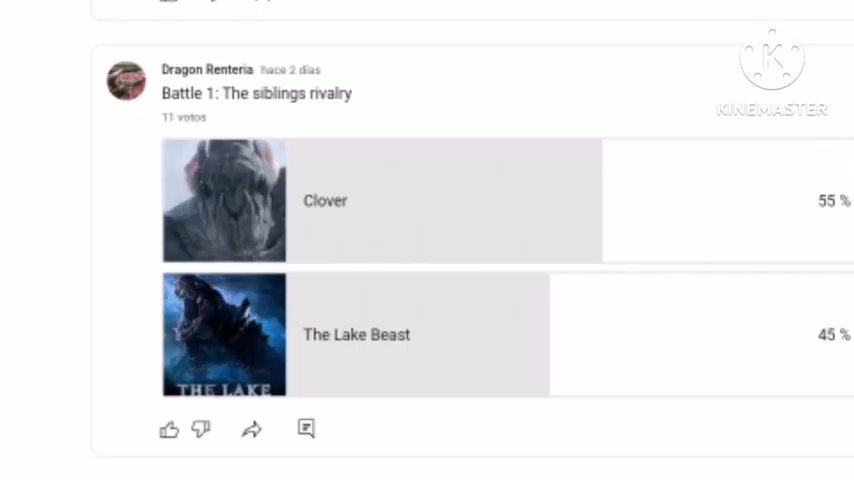 Dragon Renteria hace 2 días
Battle 1: The siblings rivalry
11 votos
KINEMASTER
Clover
55 %
The Lake Beast
45 %
THE LAKE